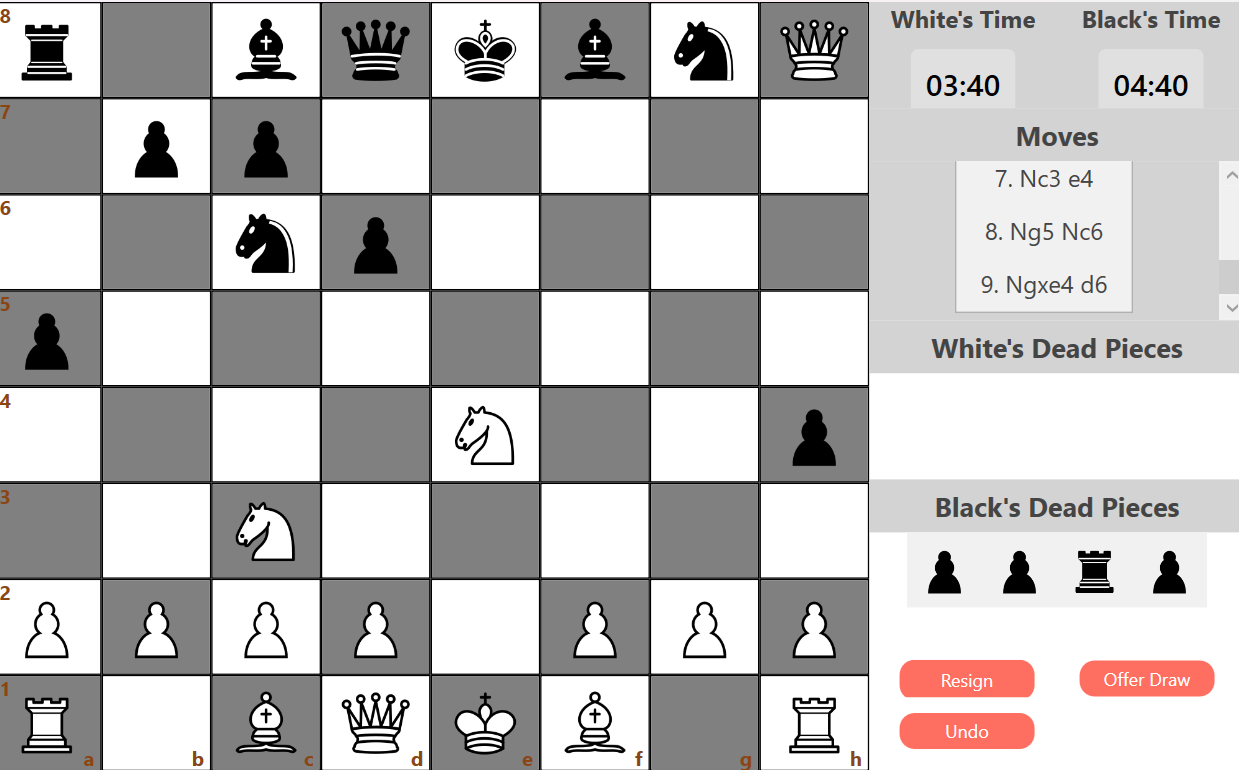 8
7
6
5
4
3
2
1
a b c d e f g h
White's Time Black's Time
03:40 04:40
Moves
7. Nc3 e4
8. Ng5 Nc6
9. Ngxe4 d6
White's Dead Pieces
Black's Dead Pieces
Resign Offer Draw
Undo